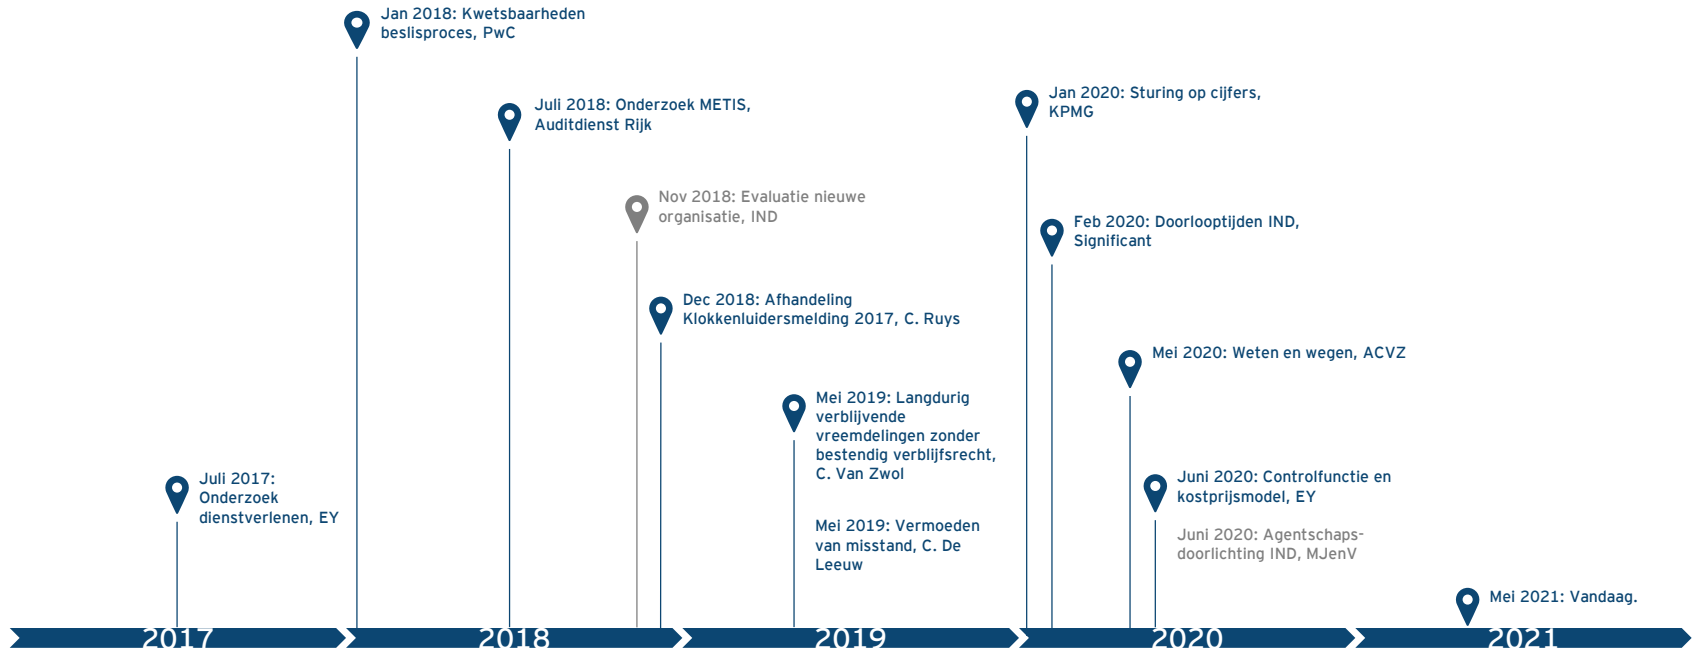 Jan 2018: Kwetsbaarheden
beslisproces, PwC
Juli 2018: Onderzoek METIS,
Auditdienst Rijk
Nov 2018: Evaluatie nieuwe
organisatie, IND
Dec 2018: Afhandeling
Klokkenluidersmelding 2017, C. Ruys
Mei 2019: Langdurig
verblijvende
vreemdelingen zonder
bestendig verblijfsrecht,
C. Van Zwol
Mei 2019: Vermoeden
van misstand, C. De
Leeuw
Juli 2017:
Onderzoek
dienstverlenen, EY
Jan 2020: Sturing op cijfers,
KPMG
Feb 2020: Doorlooptijden IND,
Significant
Mei 2020: Weten en wegen, ACVZ
Juni 2020: Controlfunctie en
kostprijsmodel, EY
Juni 2020: Agentschaps-
doorlichting IND, MJenV
Mei 2021: Vandaag.
2017
2018
2019
2020
2021